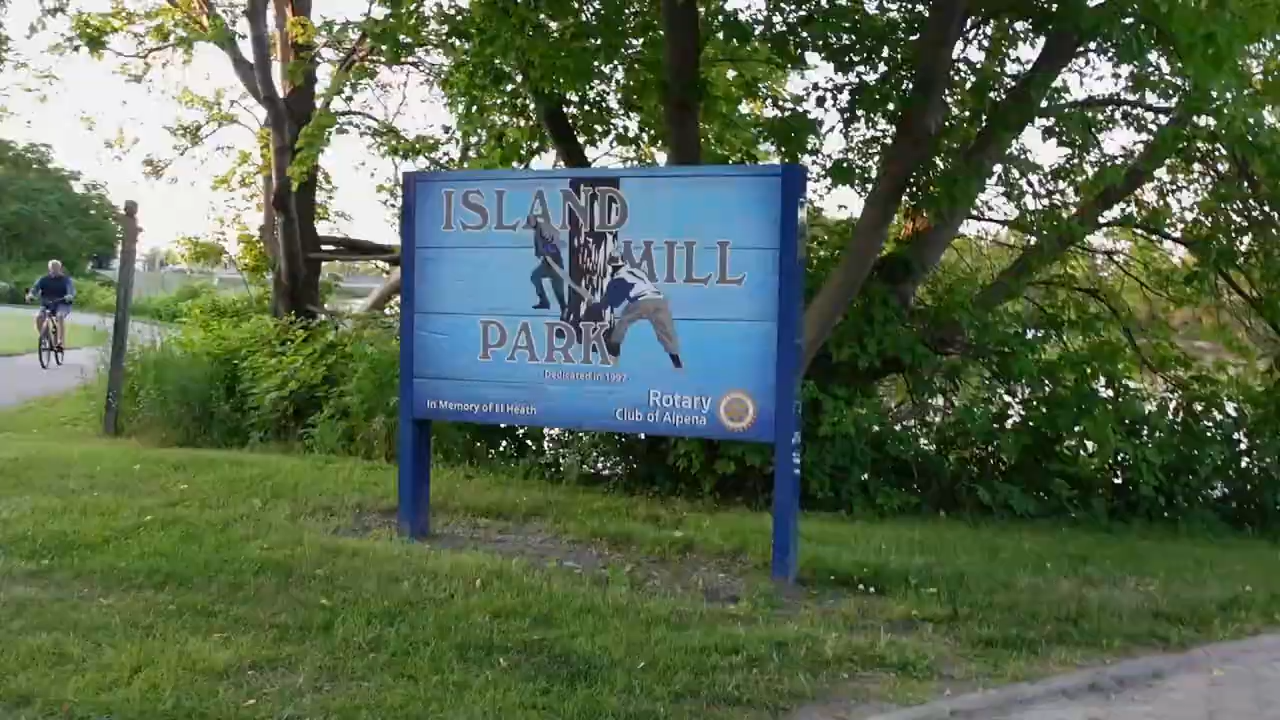 ISLAND
MILL
PARK
Dedicated in 1997
In Memory of El Heath
Rotary
Club of Alpena